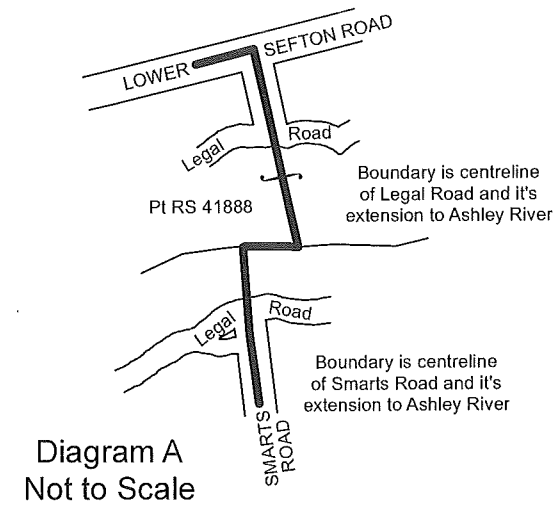 LOWER SEFTON ROAD
Legal Road
Boundary is centreline
of Legal Road and it's
extension to Ashley River
Pt RS 41888
Legal Road
Boundary is centreline
of Smarts Road and it's
extension to Ashley River
SMARTS
ROAD
Diagram A
Not to Scale